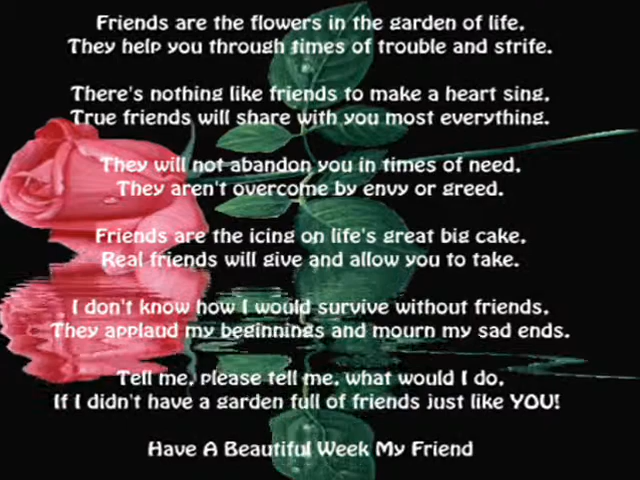 Friends are the flowers in the garden of life,
They help you through times of trouble and strife.
There's nothing like friends to make a heart sing,
True friends will share with you most everything.
They will not abandon you in times of need,
They aren't overcome by envy or greed.
Friends are the icing on life's great big cake,
Real friends will give and allow you to take.
I don't know how I would survive without friends,
They applaud my beginnings and mourn my sad ends.
Tell me, please tell me, what would I do,
If I didn't have a garden full of friends just like YOU!
Have A Beautiful Week My Friend